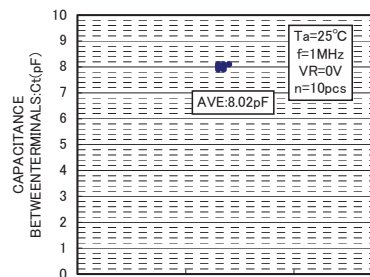 10
9
8
7
6
5
4
3
2
1
0
CAPACITANCE
BETWEENTERMINALS:Ct(pF)
Ta=25°C
f=1MHz
VR=0V
n=10pcs
AVE:8.02pF